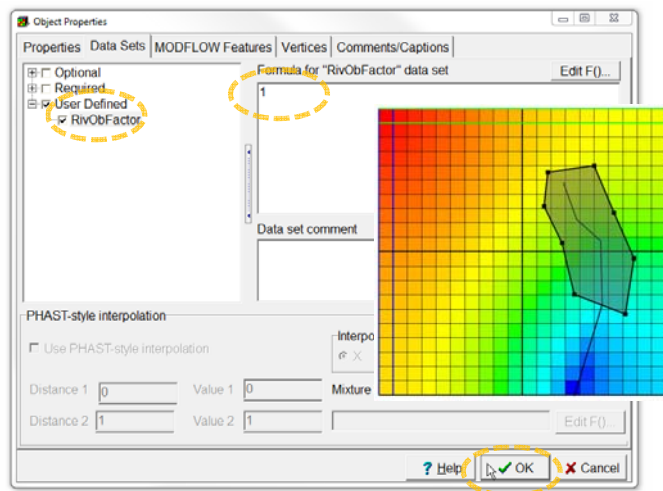 Object Properties
Properties Data Sets MODFLOW Features Vertices Comments/Captions
Optional
Required
User Defined
RivObFactor
Formula for "RivObFactor" data set
Edit F()...
1
Data set comment
PHAST-style interpolation
Use PHAST-style interpolation
Interpo
X
Distance 1 0 Value 1 0 Mixture
Distance 2 1 Value 2 1 Edit F()...
? Help OK Cancel